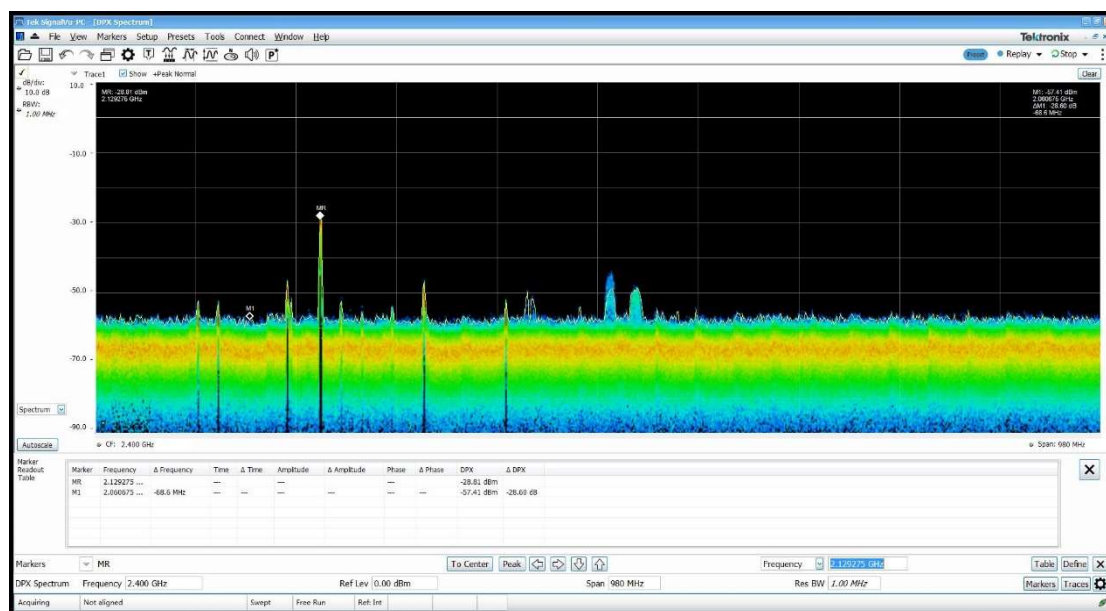 Tek SignalVu-PC - [DPX Spectrum]
File View Markers Setup Presets Tools Connect Window Help
Tektronix
Preset Replay Stop
dB/div:
10.0 dB
RBW:
1.00 MHz
Trace1 Show +Peak Normal
Clear
10.0
MR: -28.81 dBm
2.129275 GHz
M1: -57.41 dBm
2.060675 GHz
ΔM1: -28.60 dB
-68.6 MHz
-10.0
-30.0
MR
-50.0
M1
-70.0
Spectrum
-90.0
Autoscale
CF: 2.400 GHz
Span: 980 MHz
Marker
Readout
Table
Marker Frequency Δ Frequency Time Δ Time Amplitude Δ Amplitude Phase Δ Phase DPX Δ DPX
MR 2.129275 ... --- --- --- -28.81 dBm
M1 2.060675 ... -68.6 MHz --- --- --- --- --- --- -57.41 dBm -28.60 dB
Markers MR To Center Peak Frequency 2.129275 GHz Table Define
DPX Spectrum Frequency 2.400 GHz Ref Lev 0.00 dBm Span 980 MHz Res BW 1.00 MHz Markers Traces
Acquiring Not aligned Swept Free Run Ref: Int